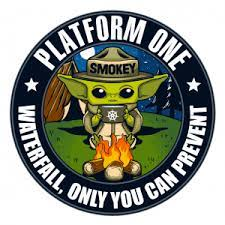 PLATFORM ONE
SMOKEY
WATERFALL, ONLY YOU CAN PREVENT